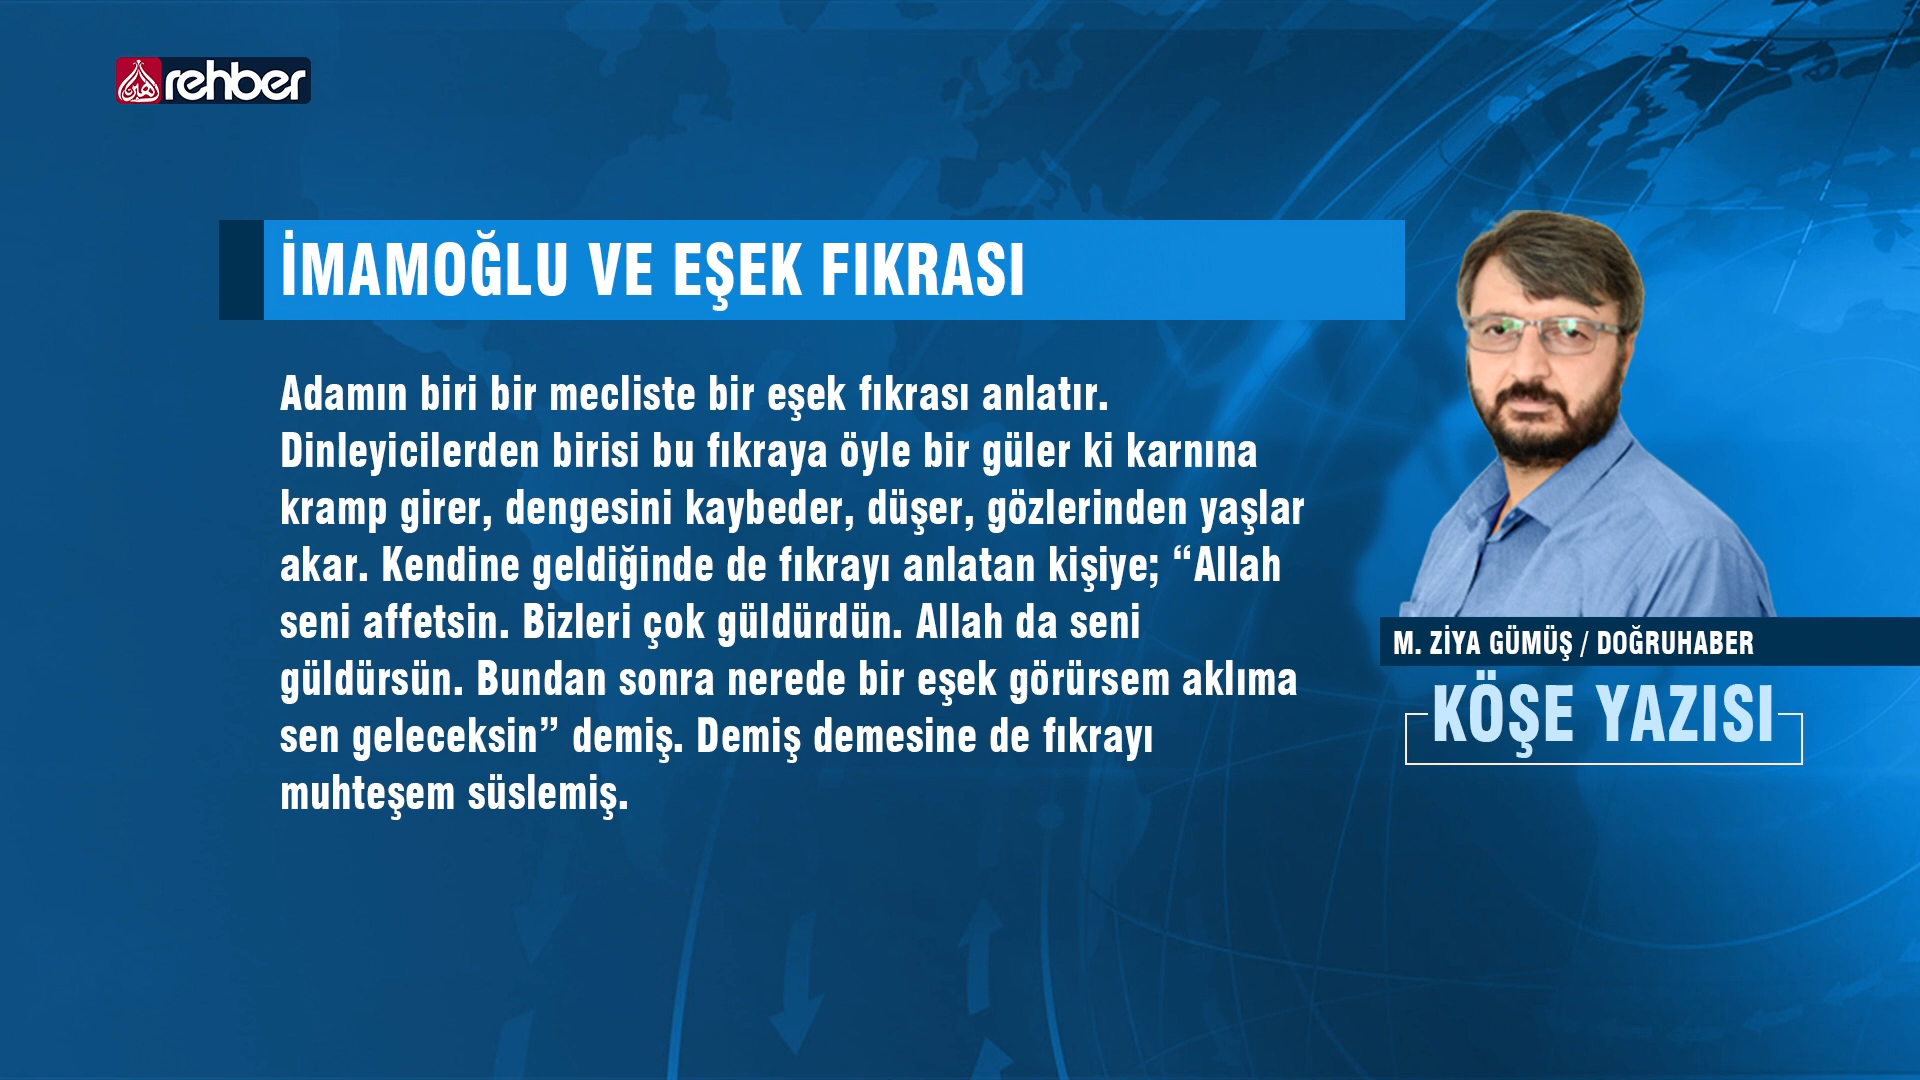 rehber
İMAMOĞLU VE EŞEK FIKRASI
Adamın biri bir mecliste bir eşek fıkrası anlatır.
Dinleyicilerden birisi bu fıkraya öyle bir güler ki karnına
kramp girer, dengesini kaybeder, düşer, gözlerinden yaşlar
akar. Kendine geldiğinde de fıkrayı anlatan kişiye; “Allah
seni affetsin. Bizleri çok güldürdün. Allah da seni
güldürsün. Bundan sonra nerede bir eşek görürsem aklıma
sen geleceksin” demiş. Demiş demesine de fıkrayı
muhteşem süslemiş.
M. ZİYA GÜMÜŞ / DOĞRUHABER
KÖŞE YAZISI